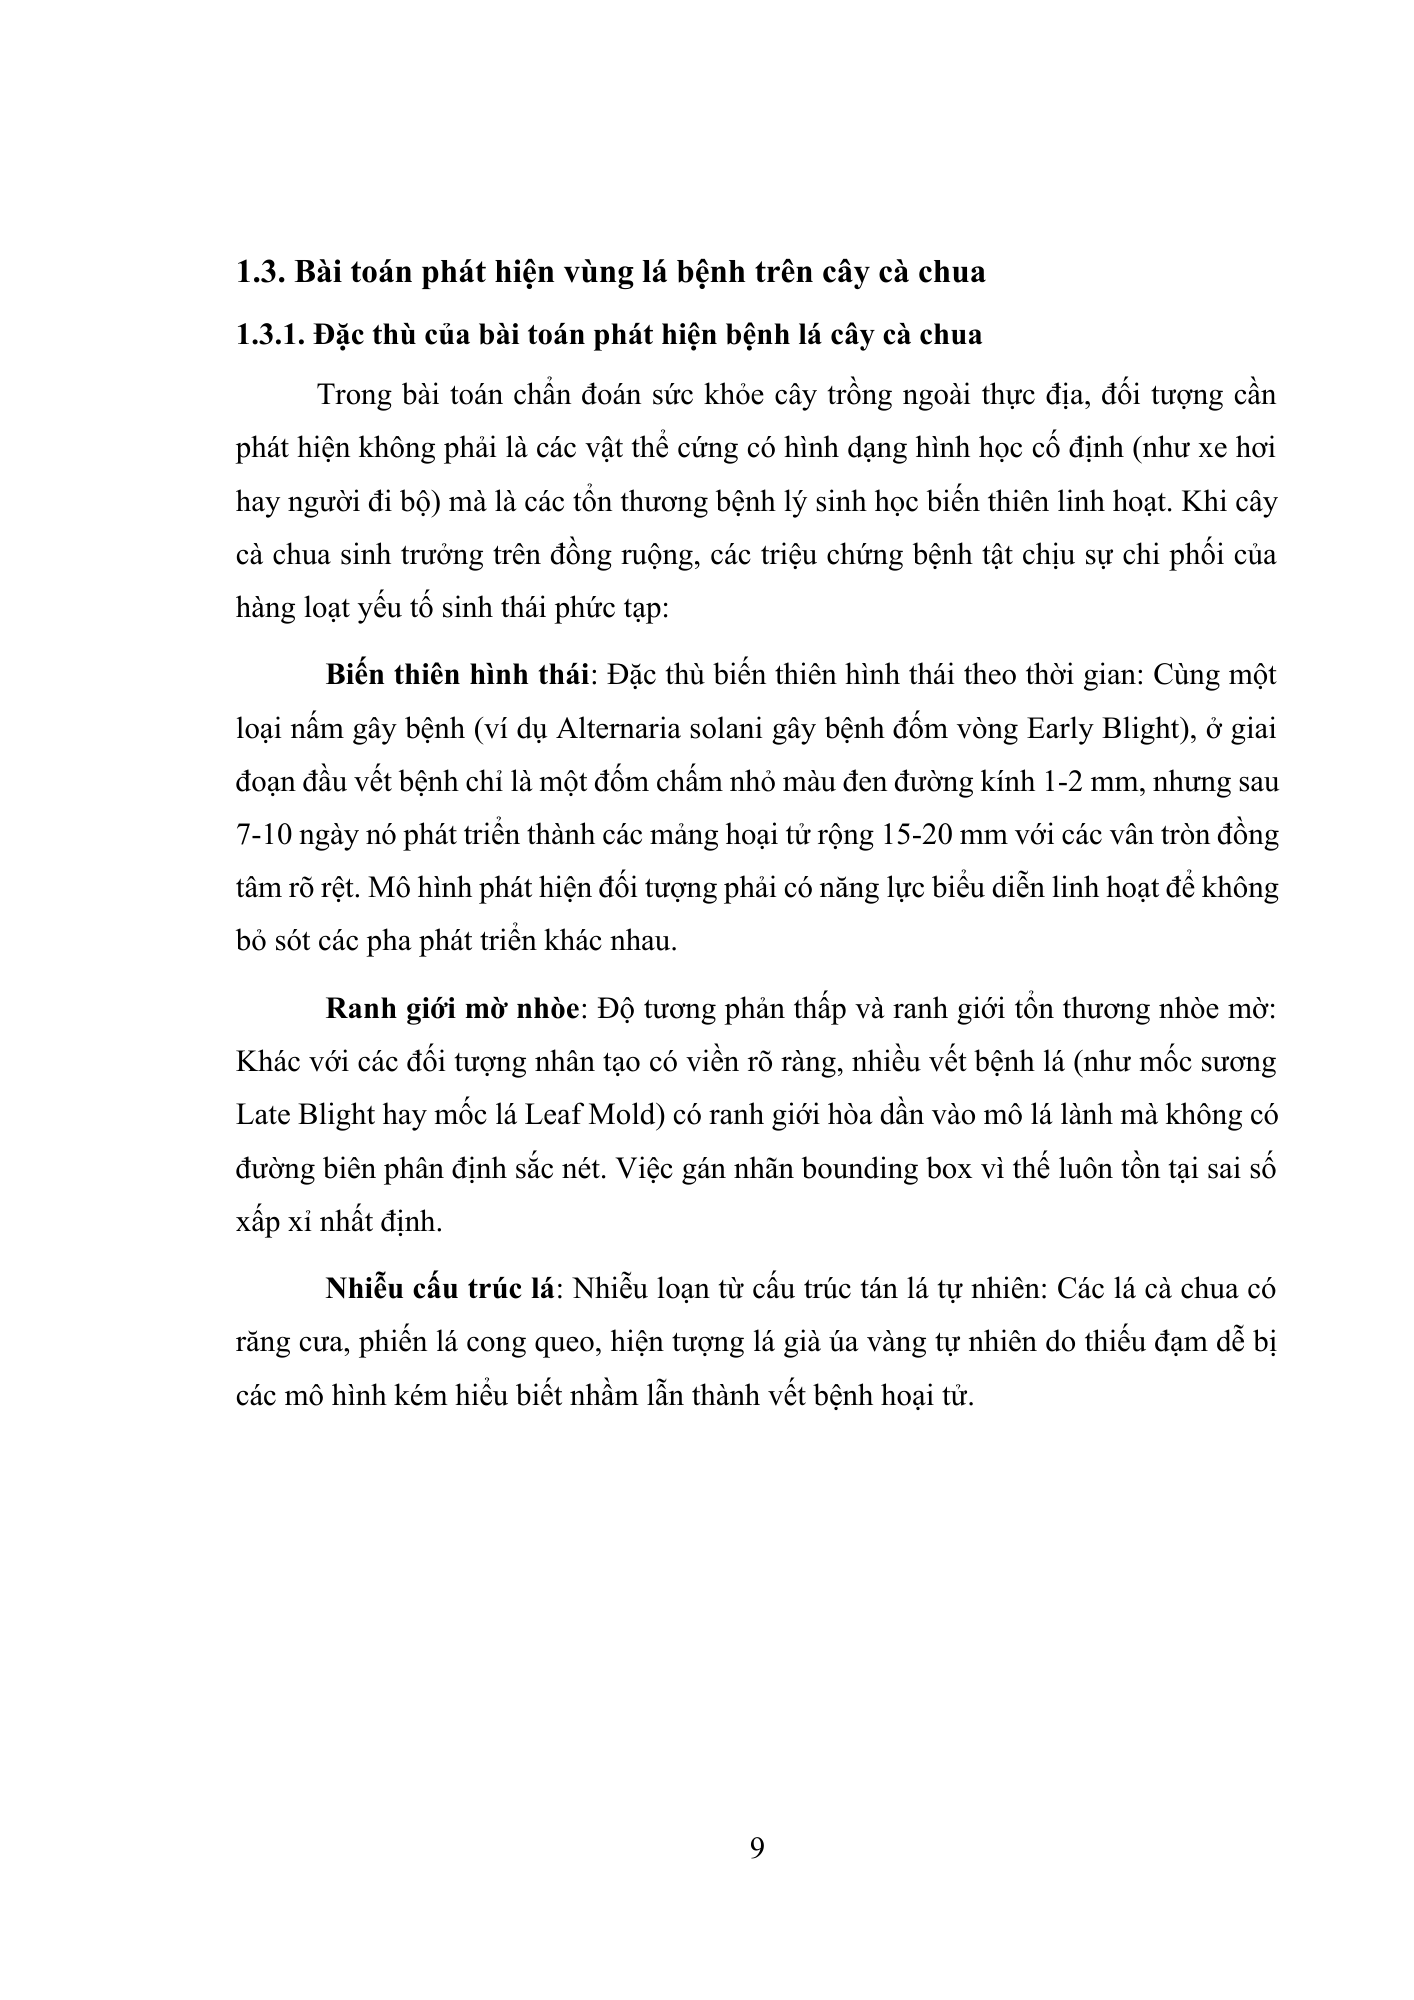 1.3. Bài toán phát hiện vùng lá bệnh trên cây cà chua
1.3.1. Đặc thù của bài toán phát hiện bệnh lá cây cà chua
Trong bài toán chẩn đoán sức khỏe cây trồng ngoài thực địa, đối tượng cần
phát hiện không phải là các vật thể cứng có hình dạng hình học cố định (như xe hơi
hay người đi bộ) mà là các tổn thương bệnh lý sinh học biến thiên linh hoạt. Khi cây
cà chua sinh trưởng trên đồng ruộng, các triệu chứng bệnh tật chịu sự chi phối của
hàng loạt yếu tố sinh thái phức tạp:
Biến thiên hình thái: Đặc thù biến thiên hình thái theo thời gian: Cùng một
loại nấm gây bệnh (ví dụ Alternaria solani gây bệnh đốm vòng Early Blight), ở giai
đoạn đầu vết bệnh chỉ là một đốm chấm nhỏ màu đen đường kính 1-2 mm, nhưng sau
7-10 ngày nó phát triển thành các mảng hoại tử rộng 15-20 mm với các vân tròn đồng
tâm rõ rệt. Mô hình phát hiện đối tượng phải có năng lực biểu diễn linh hoạt để không
bỏ sót các pha phát triển khác nhau.
Ranh giới mờ nhòe: Độ tương phản thấp và ranh giới tổn thương nhòe mờ:
Khác với các đối tượng nhân tạo có viền rõ ràng, nhiều vết bệnh lá (như mốc sương
Late Blight hay mốc lá Leaf Mold) có ranh giới hòa dần vào mô lá lành mà không có
đường biên phân định sắc nét. Việc gán nhãn bounding box vì thế luôn tồn tại sai số
xấp xỉ nhất định.
Nhiễu cấu trúc lá: Nhiễu loạn từ cấu trúc tán lá tự nhiên: Các lá cà chua có
răng cưa, phiến lá cong queo, hiện tượng lá già úa vàng tự nhiên do thiếu đạm dễ bị
các mô hình kém hiểu biết nhầm lẫn thành vết bệnh hoại tử.
9